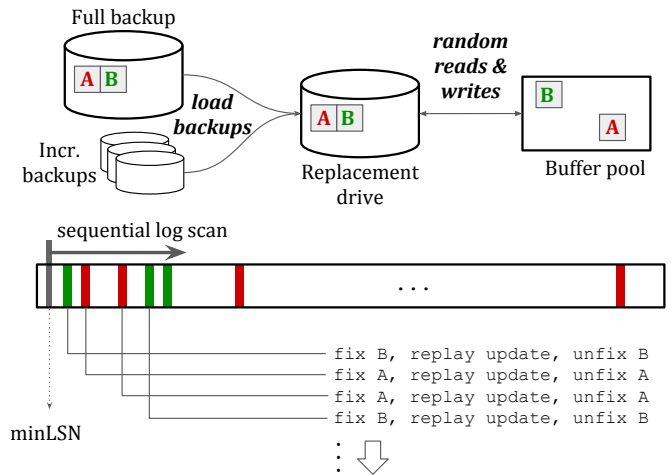 Full backup
A B
load
backups
Incr.
backups
A B
Replacement
drive
random
reads &
writes
B
A
Buffer pool
sequential log scan
. . .
fix B, replay update, unfix B
fix A, replay update, unfix A
fix A, replay update, unfix A
fix B, replay update, unfix B
minLSN